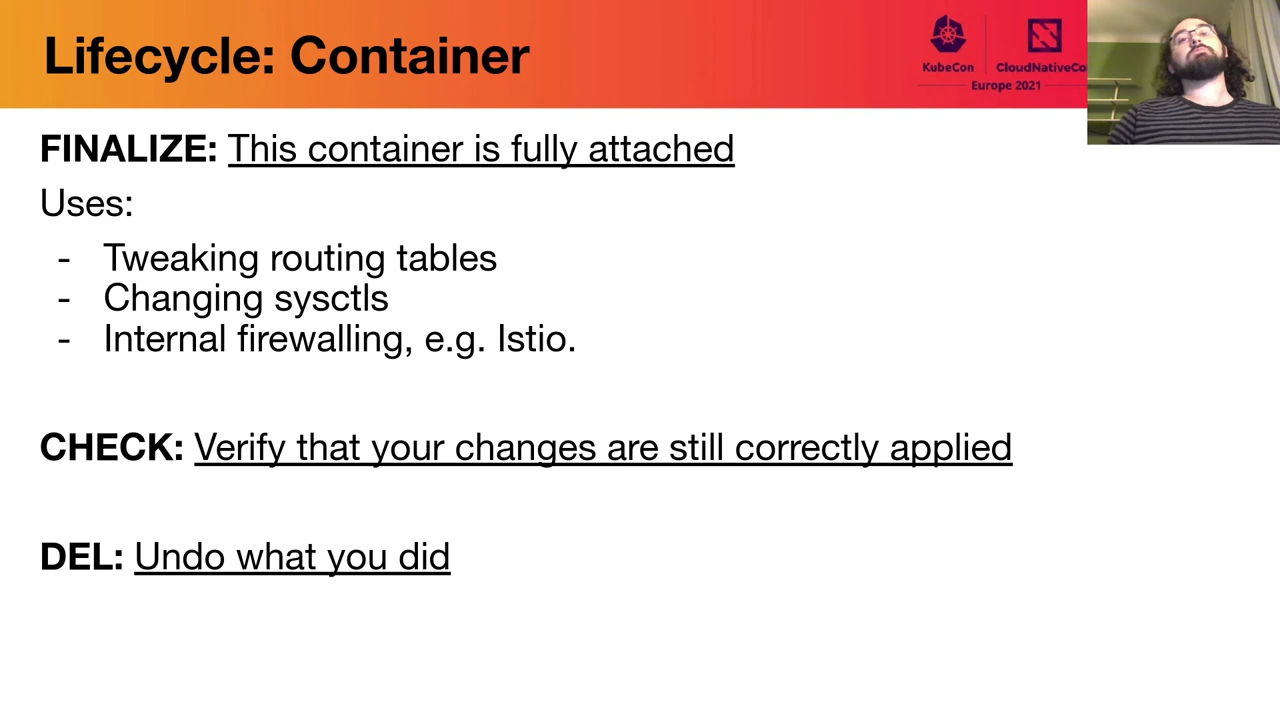 Lifecycle: Container
KubeCon
CloudNativeCo
Europe 2021
FINALIZE: This container is fully attached
Uses:
- Tweaking routing tables
- Changing sysctls
- Internal firewalling, e.g. Istio.
CHECK: Verify that your changes are still correctly applied
DEL: Undo what you did